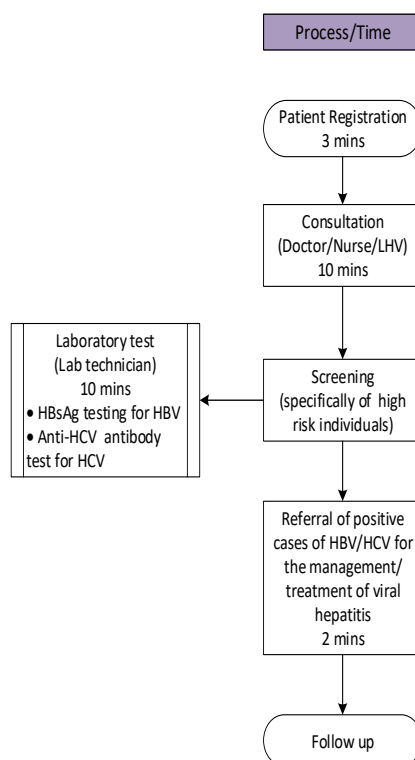 Process/Time
Patient Registration
3 mins
Consultation
(Doctor/Nurse/LHV)
10 mins
Laboratory test
(Lab technician)
10 mins
• HBsAg testing for HBV
• Anti-HCV antibody
test for HCV
Screening
(specifically of high
risk individuals)
Referral of positive
cases of HBV/HCV for
the management/
treatment of viral
hepatitis
2 mins
Follow up